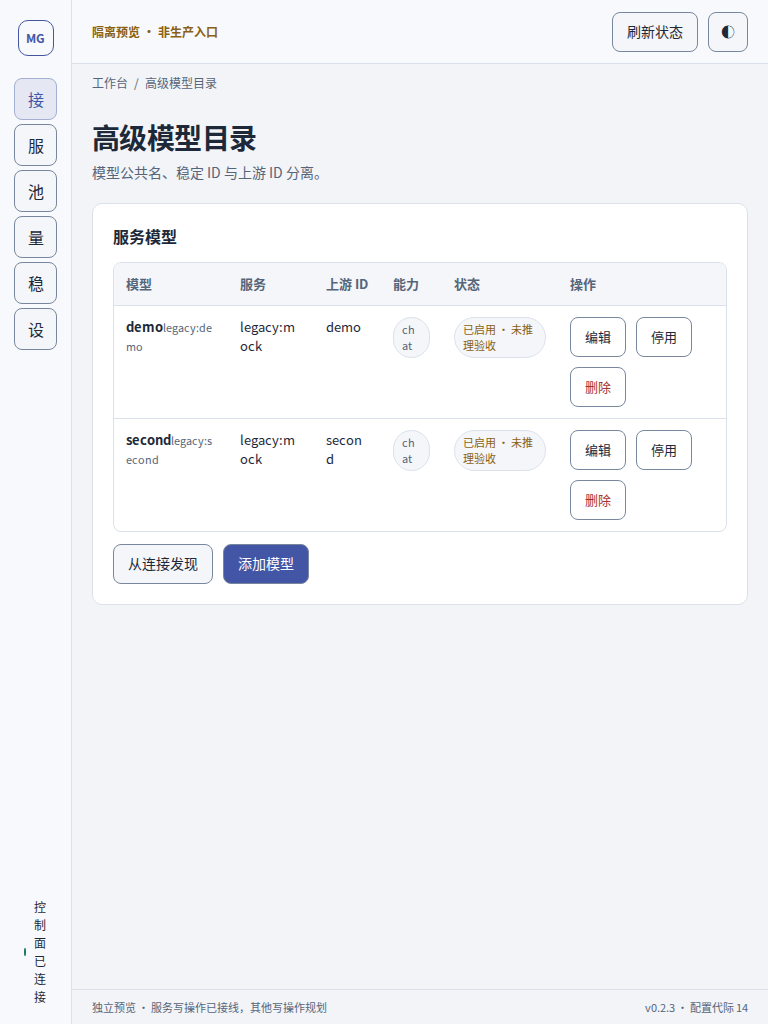 MG
接
服
池
量
稳
设
控
制
面
已
连
接
隔离预览 · 非生产入口
刷新状态
工作台 / 高级模型目录
高级模型目录
模型公共名、稳定 ID 与上游 ID 分离。
服务模型
模型 服务 上游 ID 能力 状态 操作
demolegacy:de
mo
legacy:m
ock
demo
ch
at
已启用 · 未推
理验收
编辑 停用
删除
secondlegacy:s
econd
legacy:m
ock
secon
d
ch
at
已启用 · 未推
理验收
编辑 停用
删除
从连接发现 添加模型
独立预览 · 服务写操作已接线，其他写操作规划
v0.2.3 · 配置代际 14